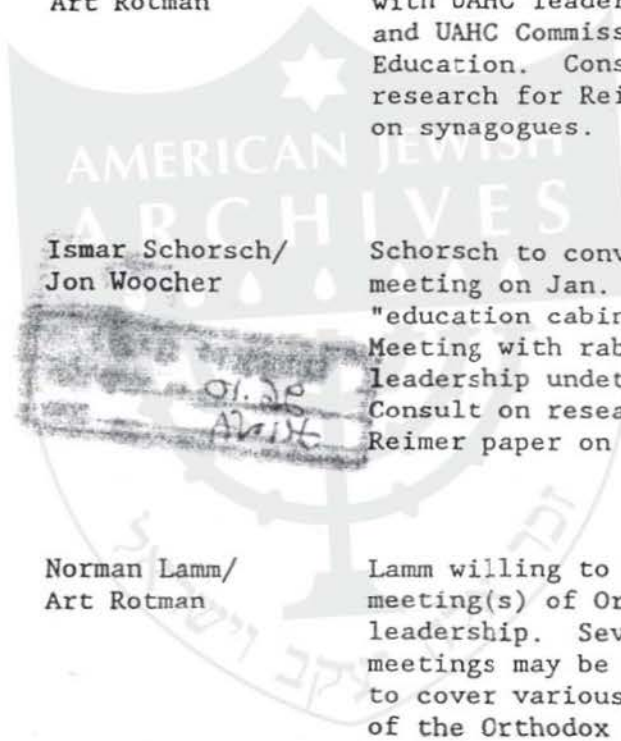 Art Rotman
with UAHC leader
and UAHC Commiss
Education. Cons
research for Rei
on synagogues.
AMERICAN JEWISH
ARCHIVES
Ismar Schorsch/
Jon Woocher
Schorsch to conv
meeting on Jan.
"education cabin
Meeting with rab
leadership undet
Consult on resea
Reimer paper on
Norman Lamm/
Art Rotman
Lamm willing to
meeting(s) of Or
leadership. Sev
meetings may be
to cover various
of the Orthodox